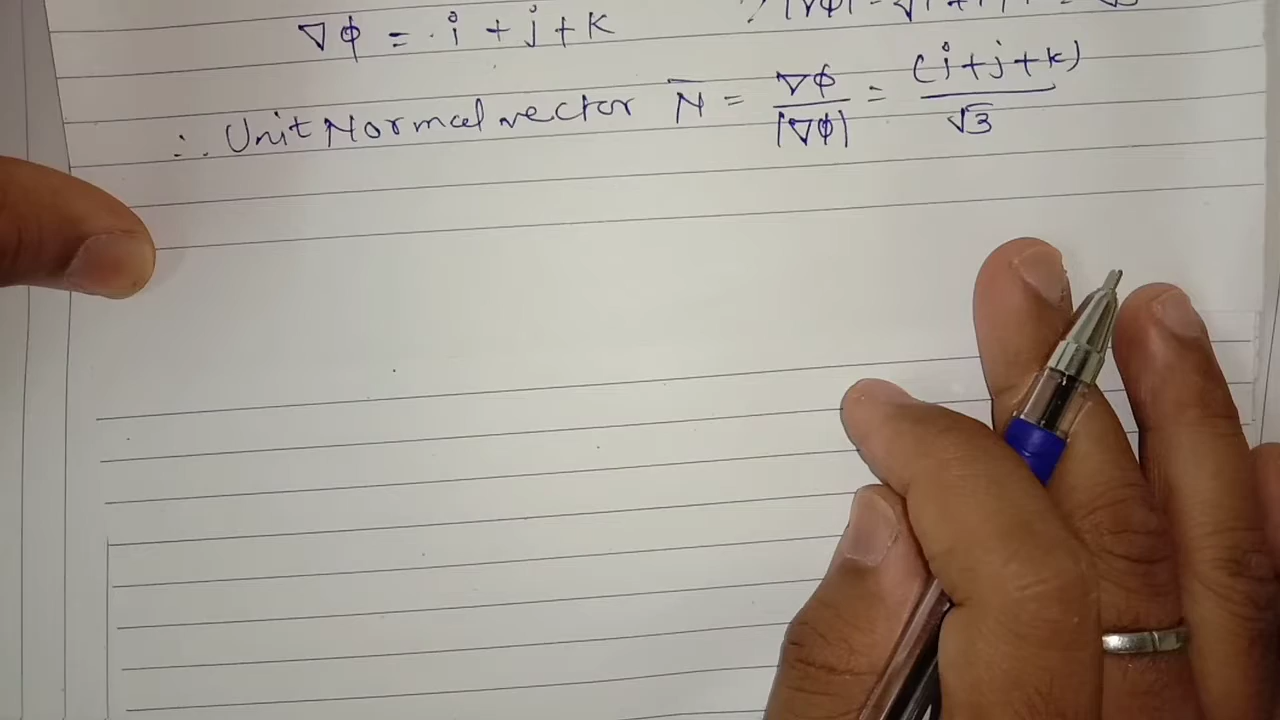 ∇ϕ = i + j + k
∴ Unit Normal vector N̅ = ∇ϕ/|∇ϕ| = (i+j+k)/√3